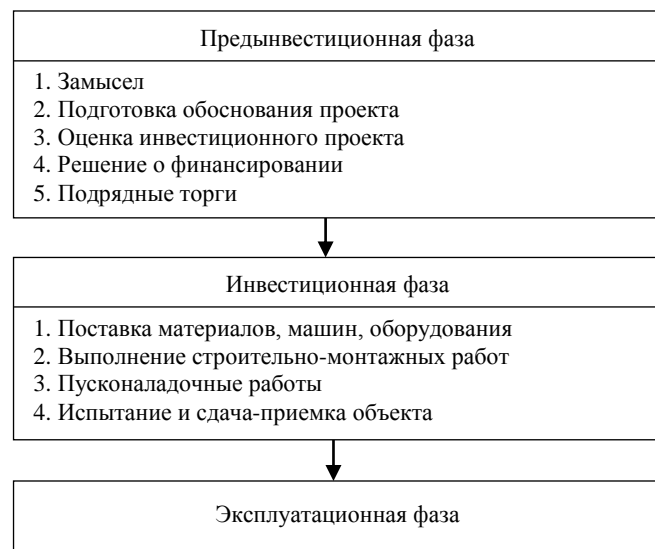 Предынвестиционная фаза
1. Замысел
2. Подготовка обоснования проекта
3. Оценка инвестиционного проекта
4. Решение о финансировании
5. Подрядные торги
Инвестиционная фаза
1. Поставка материалов, машин, оборудования
2. Выполнение строительно-монтажных работ
3. Пусконаладочные работы
4. Испытание и сдача-приемка объекта
Эксплуатационная фаза